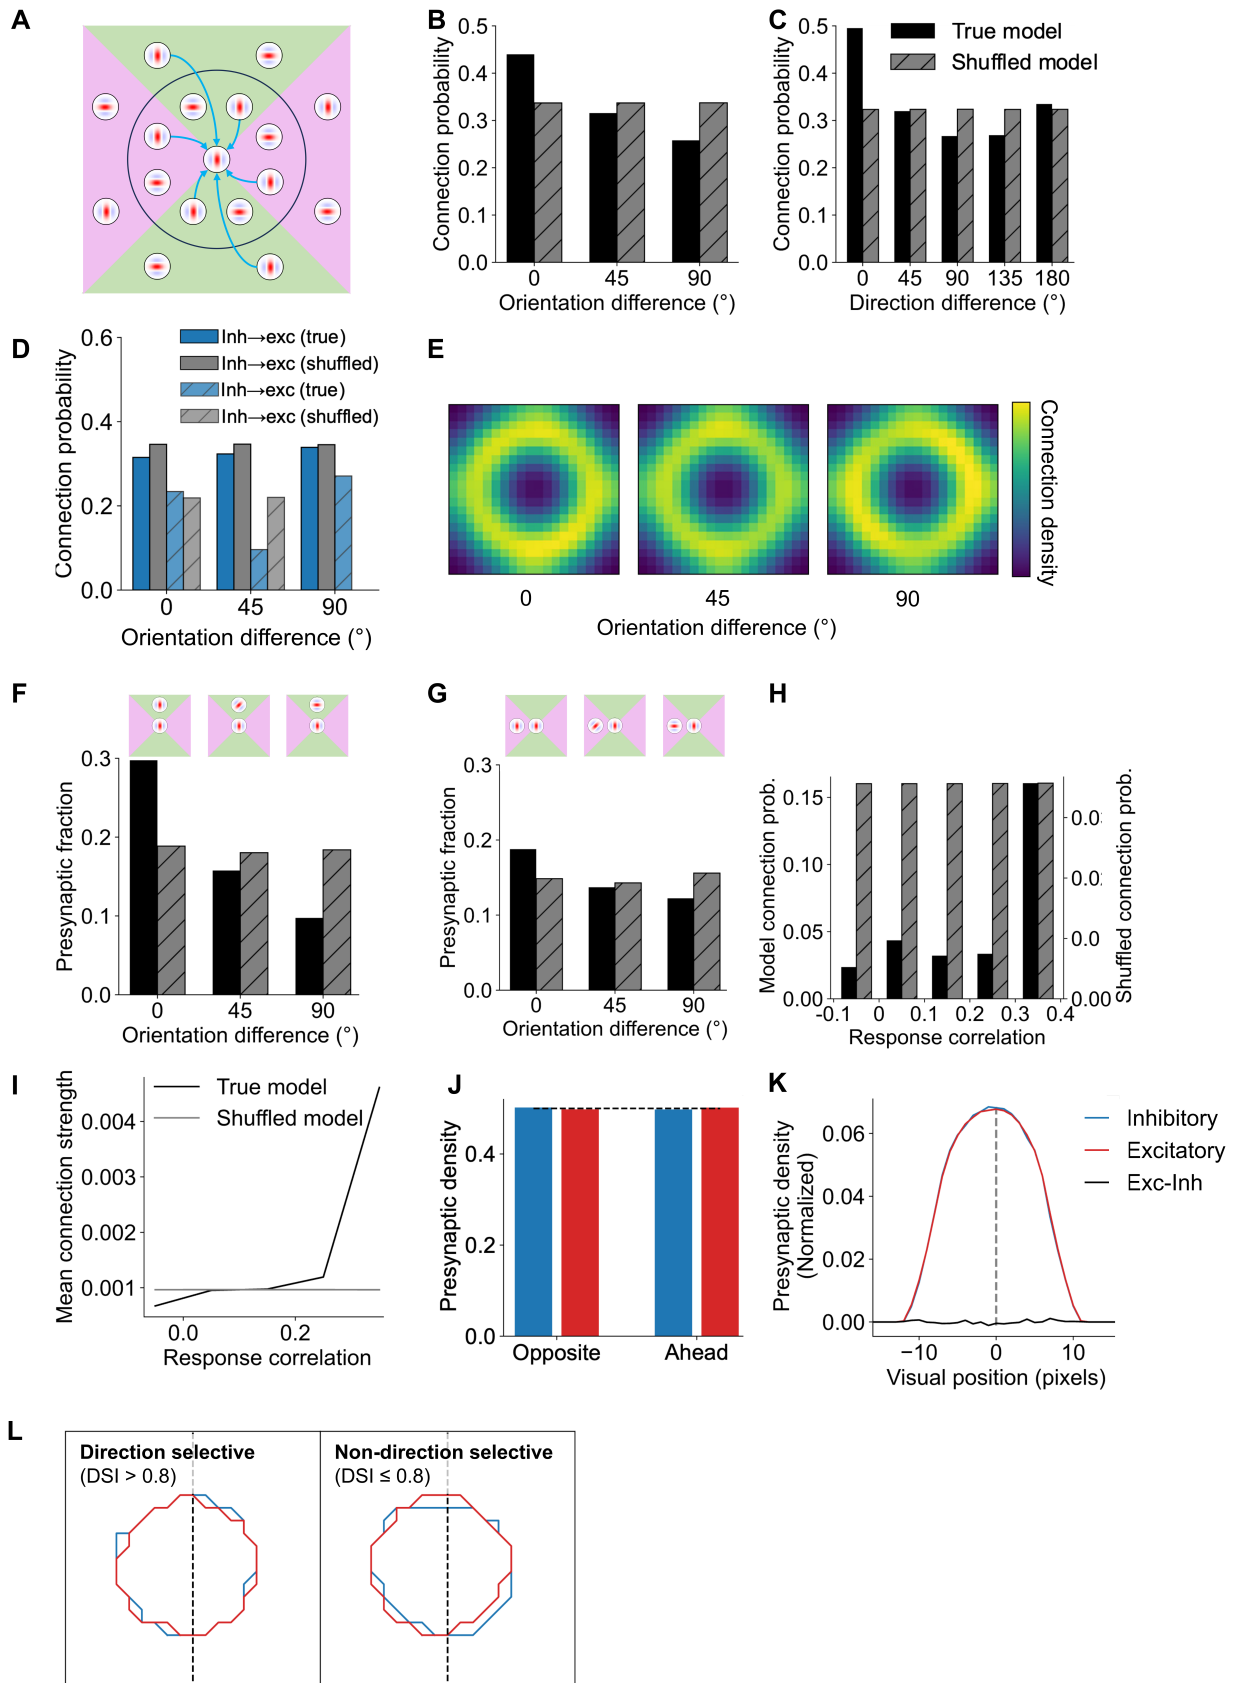 A
B
Connection probability
0.5
0.4
0.3
0.2
0.1
0.0
0
45
90
Orientation difference (°)
C
Connection probability
0.5
0.4
0.3
0.2
0.1
0.0
True model
Shuffled model
0
45
90
135
180
Direction difference (°)
D
Connection probability
0.6
0.4
0.2
0.0
Inh→exc (true)
Inh→exc (shuffled)
Inh→exc (true)
Inh→exc (shuffled)
0
45
90
Orientation difference (°)
E
0
45
90
Orientation difference (°)
Connection density
F
Presynaptic fraction
0.3
0.2
0.1
0.0
0
45
90
Orientation difference (°)
G
Presynaptic fraction
0.3
0.2
0.1
0.0
0
45
90
Orientation difference (°)
H
Model connection prob.
0.15
0.10
0.05
0.00
0.0
0.0
0.00
Shuffled connection prob.
-0.1
0
0.1
0.2
0.3
0.4
Response correlation
I
Mean connection strength
0.004
0.003
0.002
0.001
True model
Shuffled model
0.0
0.2
Response correlation
J
Presynaptic density
0.4
0.2
0.0
Opposite
Ahead
K
Presynaptic density
(Normalized)
0.06
0.04
0.02
0.00
Inhibitory
Excitatory
Exc-Inh
−10
0
10
Visual position (pixels)
L
Direction selective
(DSI > 0.8)
Non-direction selective
(DSI ≤ 0.8)